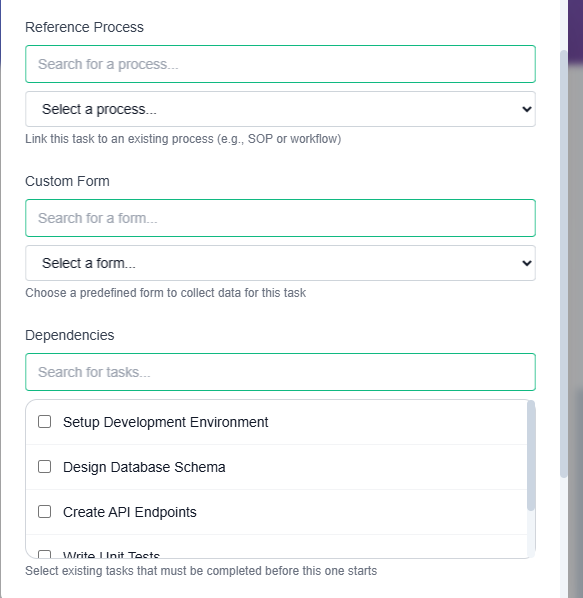 Reference Process
Search for a process...
Select a process...
Link this task to an existing process (e.g., SOP or workflow)
Custom Form
Search for a form...
Select a form...
Choose a predefined form to collect data for this task
Dependencies
Search for tasks...
Setup Development Environment
Design Database Schema
Create API Endpoints
Write Unit Tests
Select existing tasks that must be completed before this one starts